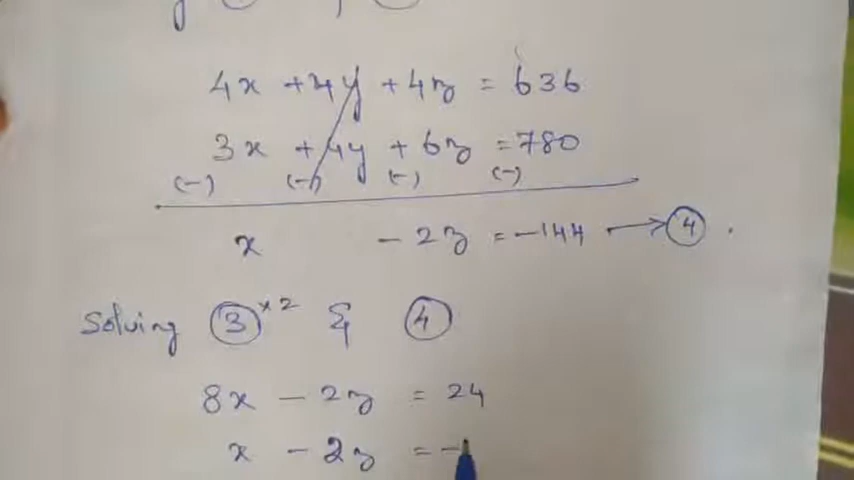 4x + 4y + 4z = 636
3x + 4y + 6z = 780
(-) (-) (-) (-)
x - 2z = -144 → 4 .
Solving 3 ×2 & 4
8x - 2z = 24
x - 2z = -